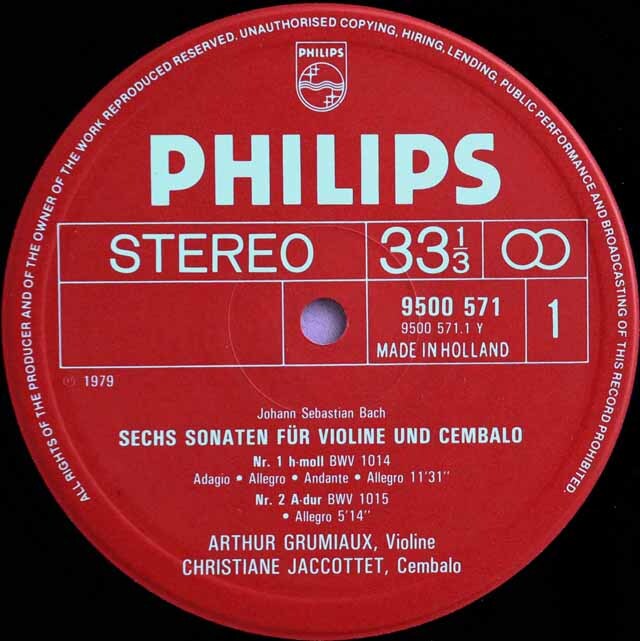 ALL RIGHTS OF THE PRODUCER AND OF THE OWNER OF THE WORK REPRODUCED RESERVED. UNAUTHORISED COPYING, HIRING, LENDING, PUBLIC PERFORMANCE AND BROADCASTING OF THIS RECORD PROHIBITED.
PHILIPS
PHILIPS
STEREO
33 1/3
9500 571
9500 571.1 Y
MADE IN HOLLAND
1
℗ 1979
Johann Sebastian Bach
SECHS SONATEN FÜR VIOLINE UND CEMBALO
Nr. 1 h-moll BWV 1014
Adagio • Allegro • Andante • Allegro 11'31''
Nr. 2 A-dur BWV 1015
• Allegro 5'14''
ARTHUR GRUMIAUX, Violine
CHRISTIANE JACCOTTET, Cembalo